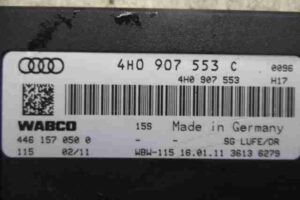 4H0 907 553 C 0096
4H0 907 553 H17
WABCO 15S Made in Germany
446 157 050 0 - - SG LUFE/DR
115 02/11 WBW-115 16.01.11 3613 6279